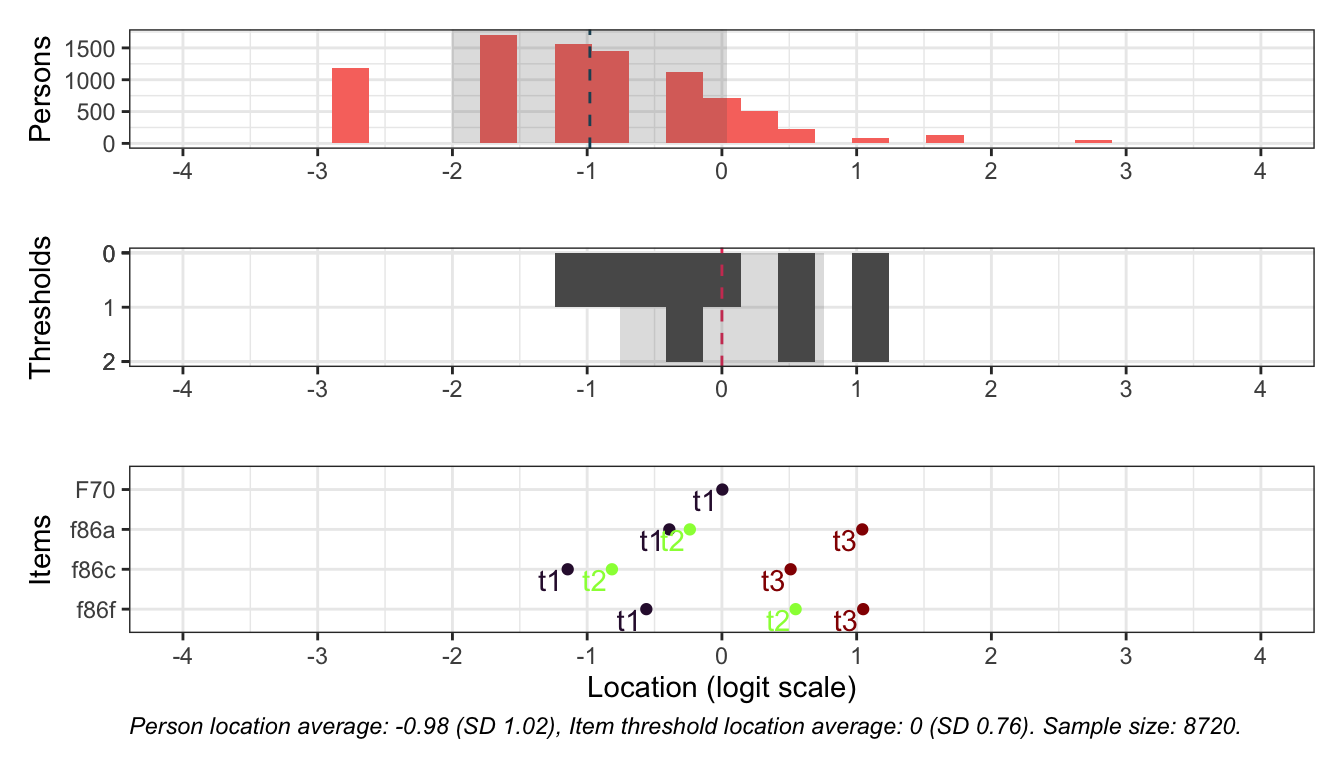 Persons
1500
1000
500
0
-4 -3 -2 -1 0 1 2 3 4
Thresholds
0
1
2
-4 -3 -2 -1 0 1 2 3 4
Items
F70 t1
f86a t1 t2 t3
f86c t1 t2 t3
f86f t1 t2 t3
-4 -3 -2 -1 0 1 2 3 4
Location (logit scale)
Person location average: -0.98 (SD 1.02), Item threshold location average: 0 (SD 0.76). Sample size: 8720.